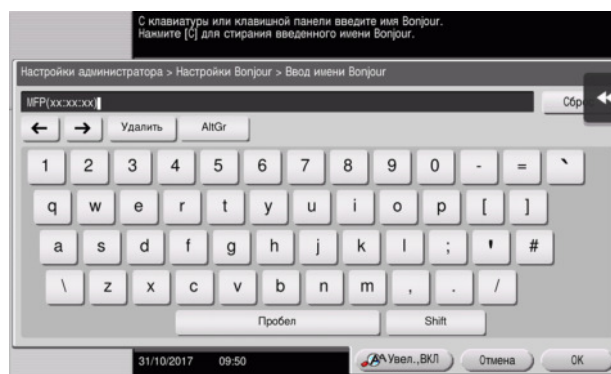 С клавиатуры или клавишной панели введите имя Bonjour.
Нажмите [C] для стирания введенного имени Bonjour.
Настройки администратора > Настройки Bonjour > Ввод имени Bonjour
MFP(xx:xx:xx)
← → Удалить AltGr
1 2 3 4 5 6 7 8 9 0 - = `
q w e r t y u i o p [ ]
a s d f g h j k l ; ' #
\ z x c v b n m , . /
Пробел Shift
31/10/2017 09:50 Увел.,ВКЛ Отмена OK